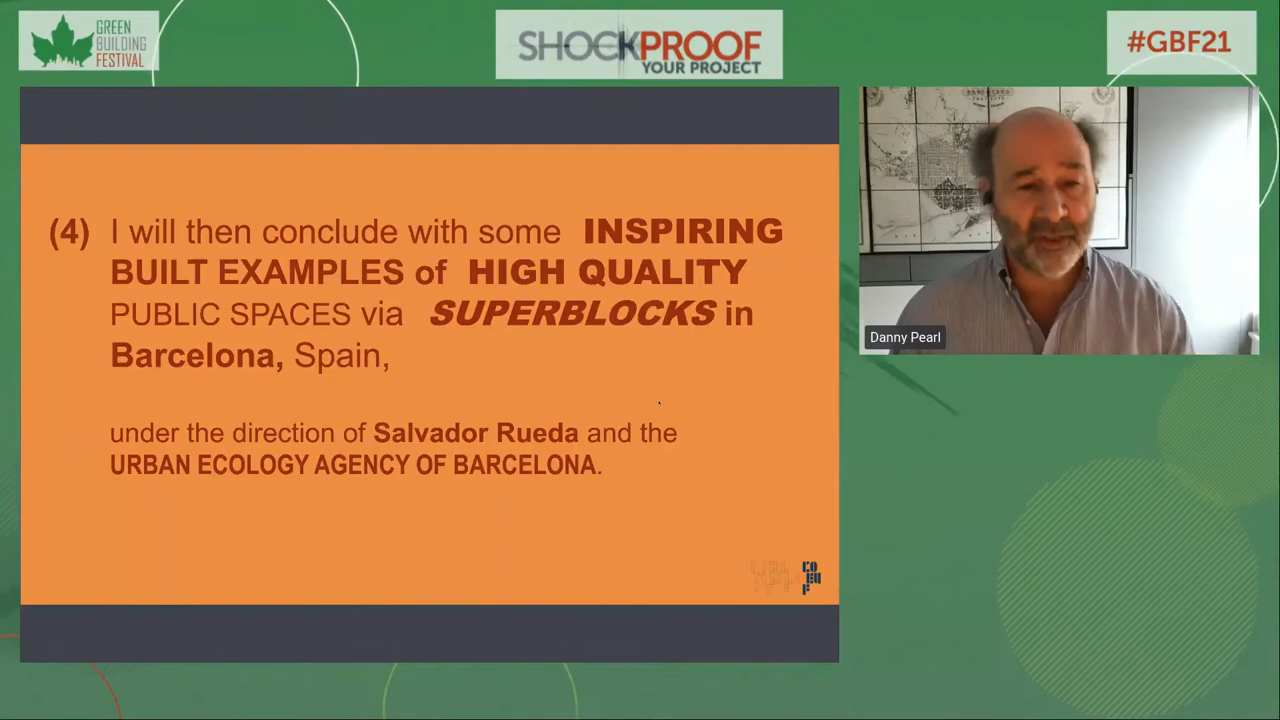 GREEN
BUILDING
FESTIVAL
SHOCKPROOF
YOUR PROJECT
#GBF21
(4) I will then conclude with some INSPIRING
BUILT EXAMPLES of HIGH QUALITY
PUBLIC SPACES via SUPERBLOCKS in
Barcelona, Spain,
under the direction of Salvador Rueda and the
URBAN ECOLOGY AGENCY OF BARCELONA.
Danny Pearl